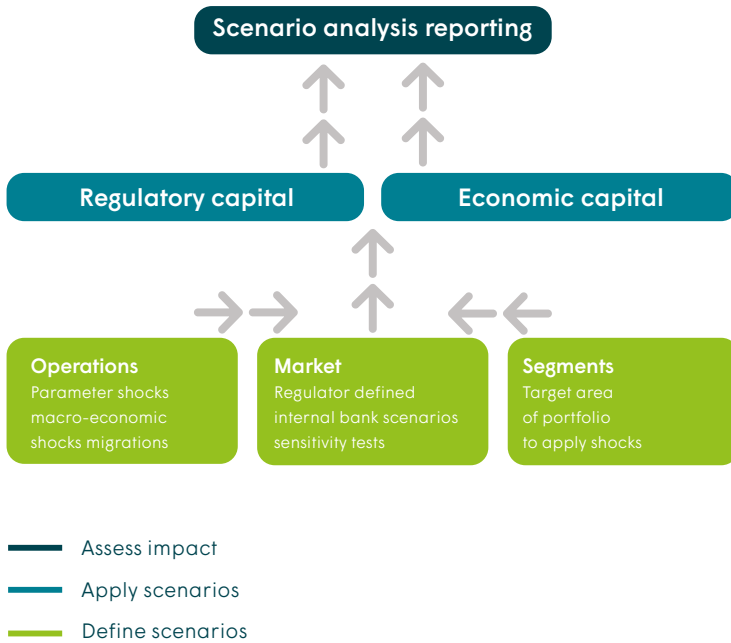 Scenario analysis reporting
Regulatory capital
Economic capital
Operations
Parameter shocks
macro-economic
shocks migrations
Market
Regulator defined
internal bank scenarios
sensitivity tests
Segments
Target area
of portfolio
to apply shocks
Assess impact
Apply scenarios
Define scenarios